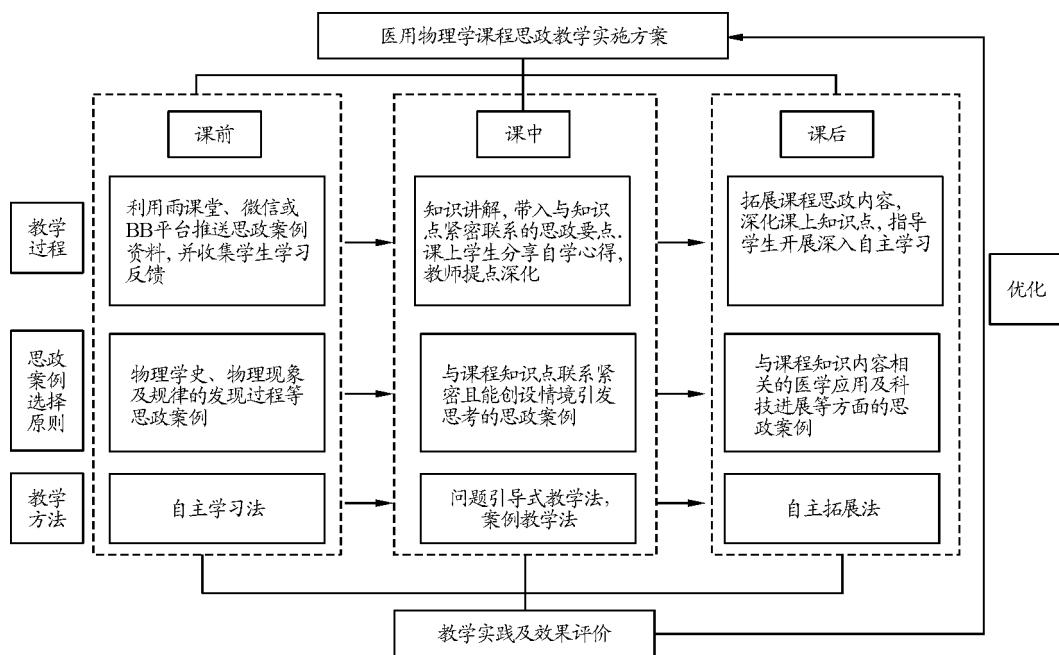 医用物理学课程思政教学实施方案
课前
课中
课后
教学
过程
利用雨课堂、微信或
BB平台推送思政案例
资料,并收集学生学习
反馈
知识讲解,带入与知识
点紧密联系的思政要点.
课上学生分享自学心得,
教师提点深化
拓展课程思政内容,
深化课上知识点,指导
学生开展深入自主学习
优化
思政
案例
选择
原则
物理学史、物理现象
及规律的发现过程等
思政案例
与课程知识点联系紧
密且能创设情境引发
思考的思政案例
与课程知识内容相
关的医学应用及科
技进展等方面的思
政案例
教学
方法
自主学习法
问题引导式教学法,
案例教学法
自主拓展法
教学实践及效果评价